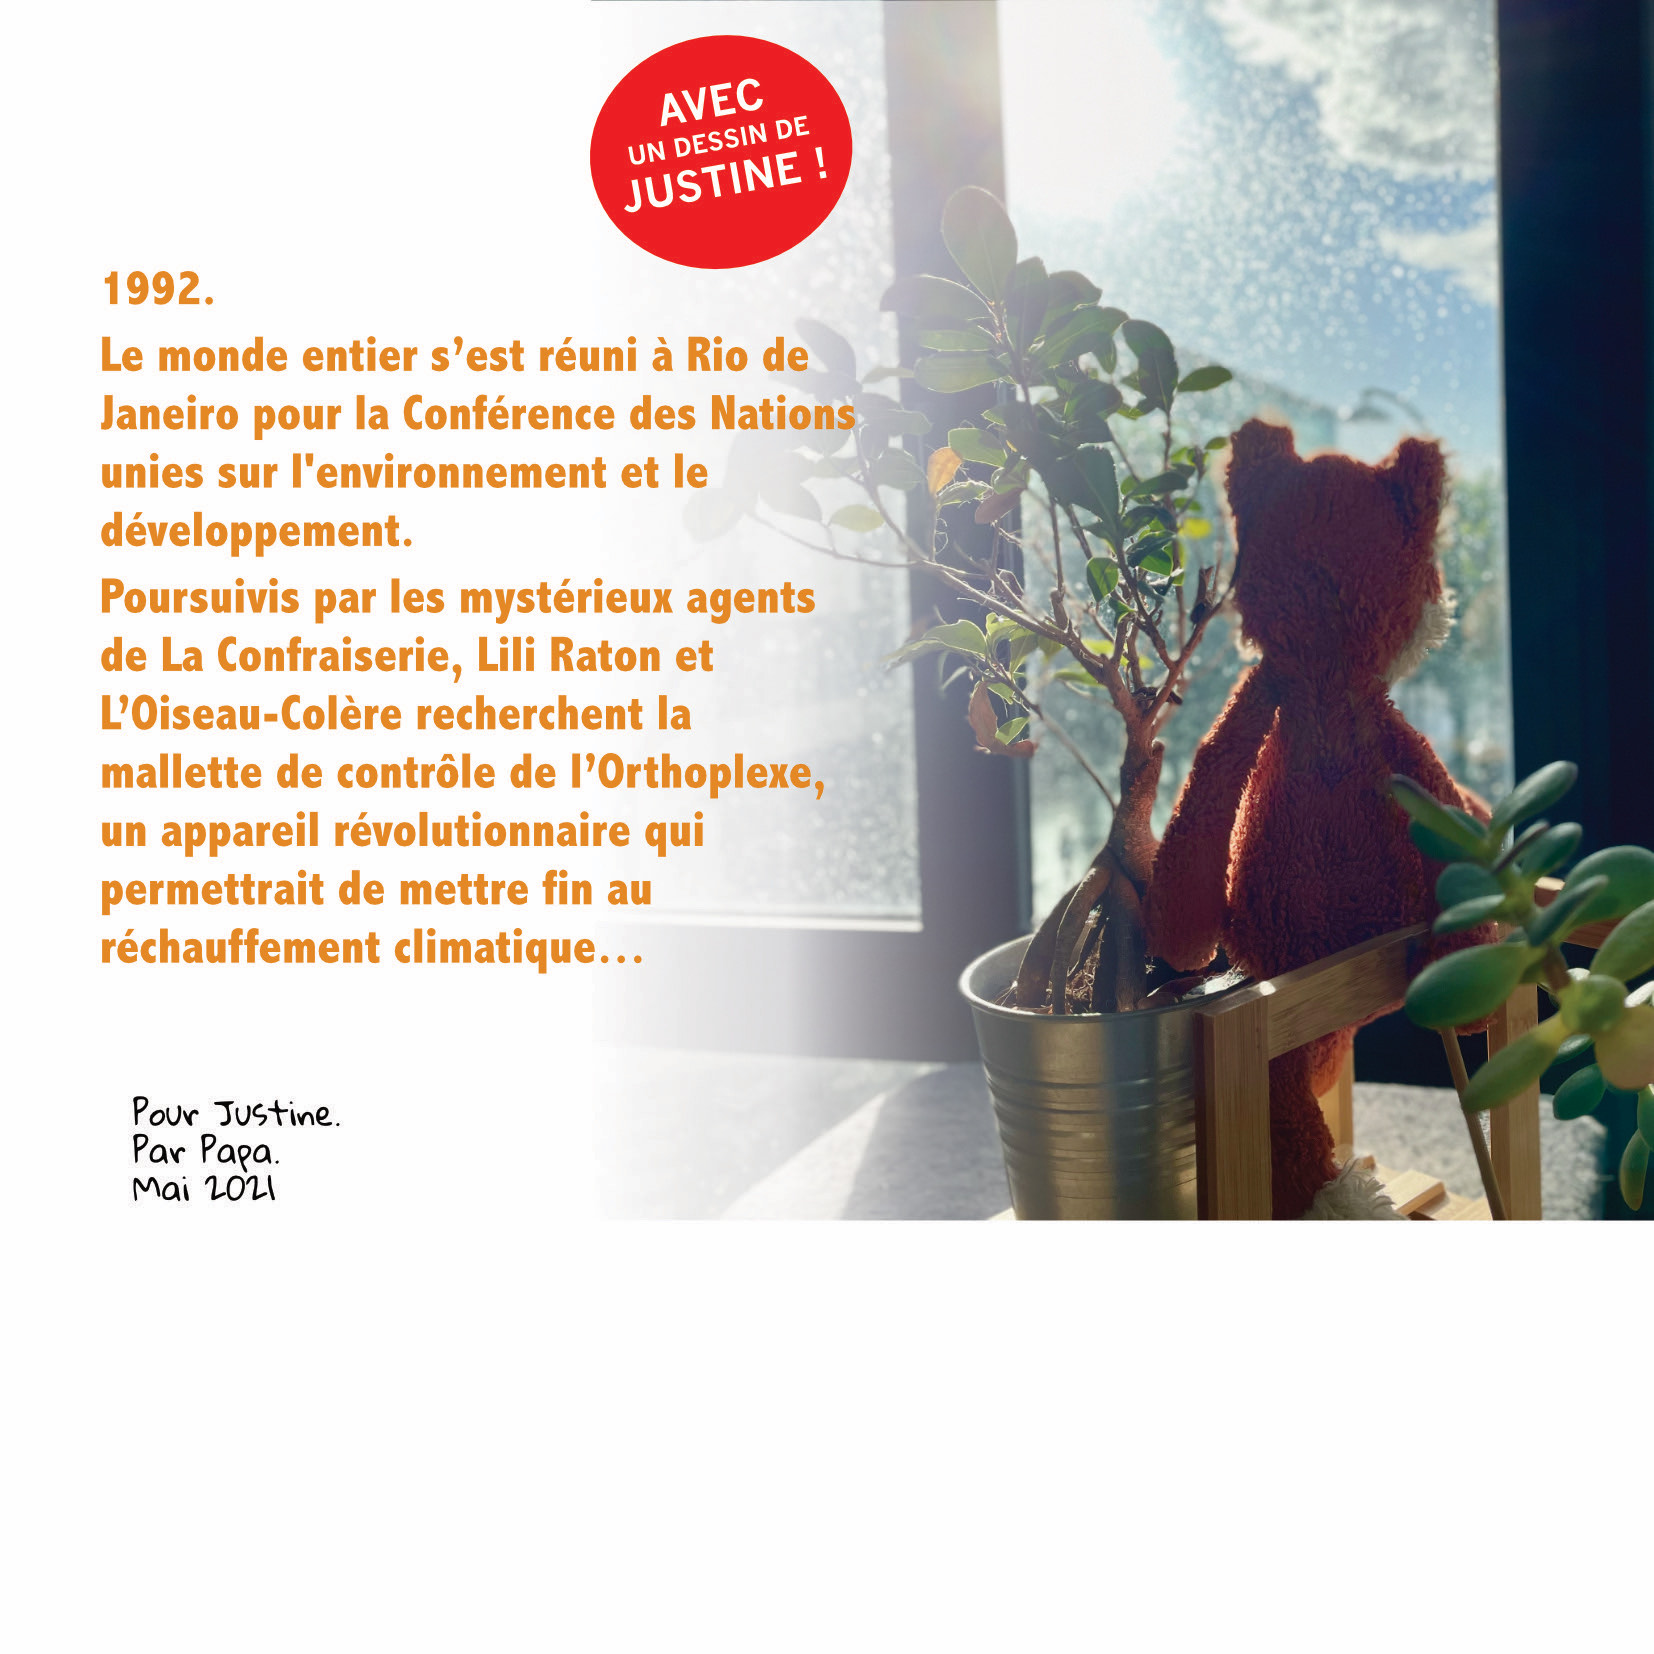 AVEC
UN DESSIN DE
JUSTINE !
1992.
Le monde entier s’est réuni à Rio de
Janeiro pour la Conférence des Nations
unies sur l'environnement et le
développement.
Poursuivis par les mystérieux agents
de La Confraiserie, Lili Raton et
L’Oiseau-Colère recherchent la
mallette de contrôle de l’Orthoplexe,
un appareil révolutionnaire qui
permettrait de mettre fin au
réchauffement climatique...
Pour Justine.
Par Papa.
Mai 2021